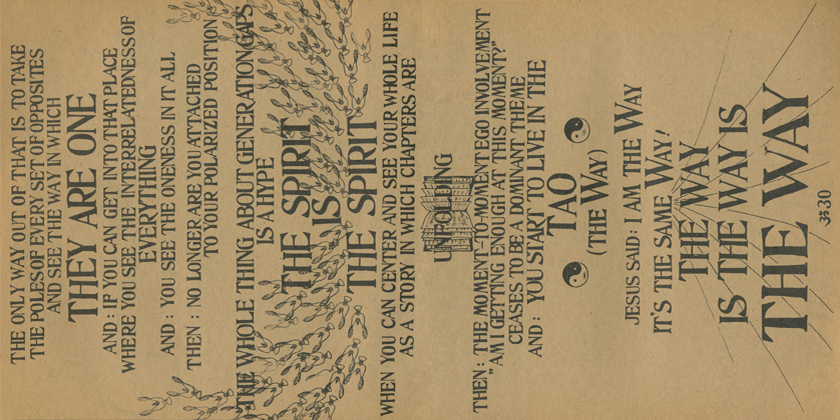 THE ONLY WAY OUT OF THAT IS TO TAKE
THE POLES OF EVERY SET OF OPPOSITES
AND SEE THE WAY IN WHICH
THEY ARE ONE
AND : IF YOU CAN GET INTO THAT PLACE
WHERE YOU SEE THE INTERRELATEDNESS OF
EVERYTHING
AND : YOU SEE THE ONENESS IN IT ALL
THEN : NO LONGER ARE YOU ATTACHED
TO YOUR POLARIZED POSITION
THE WHOLE THING ABOUT GENERATION GAPS
IS A HYPE
THE SPIRIT
IS
THE SPIRIT
WHEN YOU CAN CENTER AND SEE YOUR WHOLE LIFE
AS A STORY IN WHICH CHAPTERS ARE
UNFOLDING
THEN : THE MOMENT-TO-MOMENT EGO INVOLVEMENT
"AM I GETTING ENOUGH AT THIS MOMENT?"
CEASES TO BE A DOMINANT THEME
AND : YOU START TO LIVE IN THE
TAO
(THE WAY)
JESUS SAID : I AM THE WAY
IT'S THE SAME WAY!
THE WAY
IS THE WAY IS
THE WAY
ॐ30